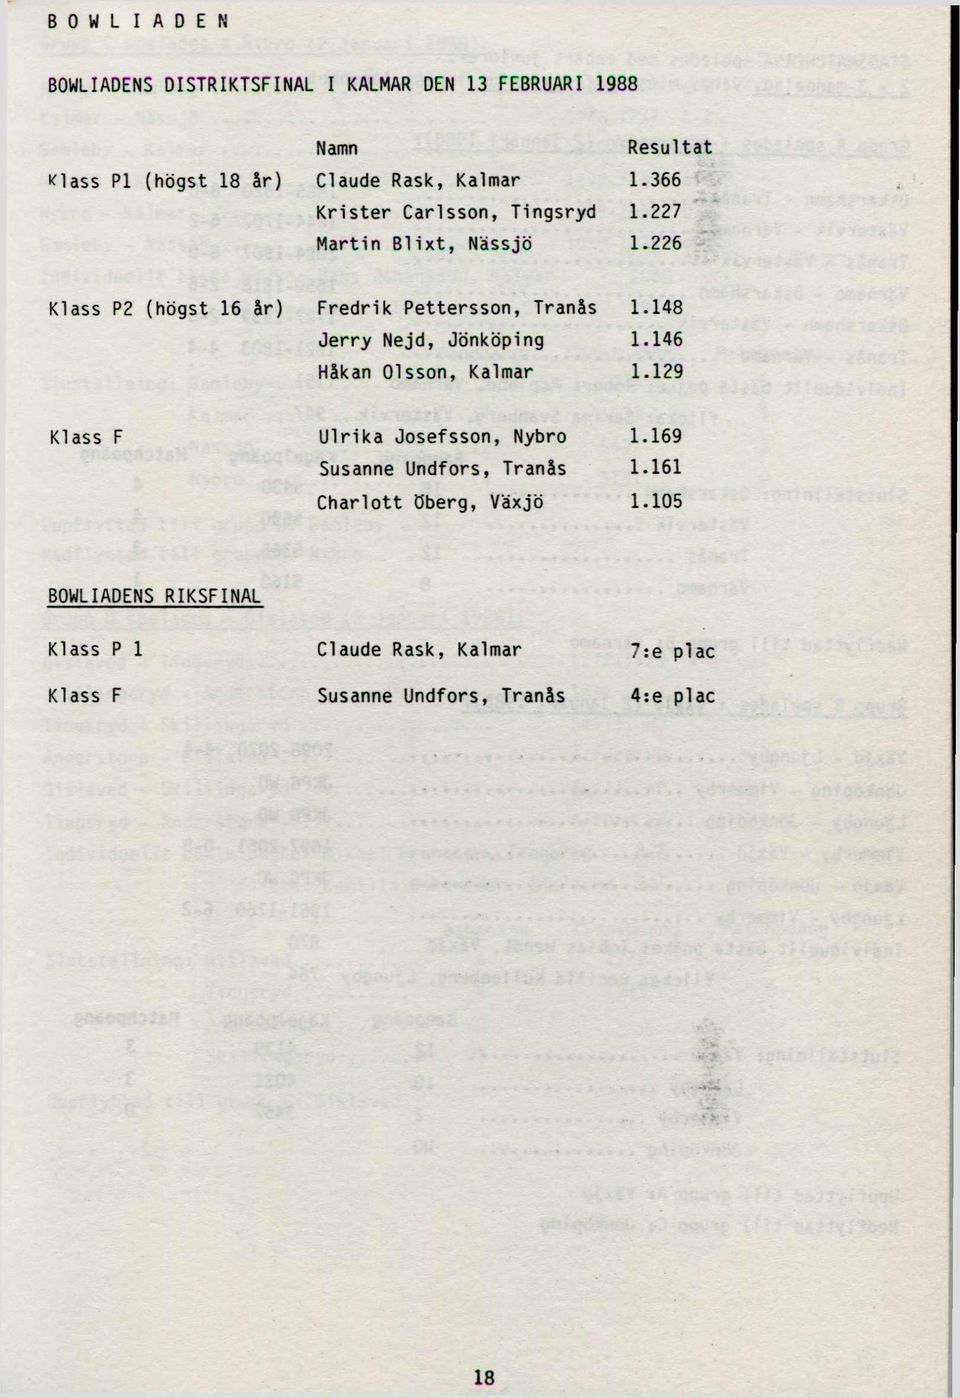 BOWLIADEN
BOWLIADENS DISTRIKTSFINAL I KALMAR DEN 13 FEBRUARI 1988
Namn Resultat
Klass P1 (högst 18 år) Claude Rask, Kalmar 1.366
Krister Carlsson, Tingsryd 1.227
Martin Blixt, Nässjö 1.226
Klass P2 (högst 16 år) Fredrik Pettersson, Tranås 1.148
Jerry Nejd, Jönköping 1.146
Håkan Olsson, Kalmar 1.129
Klass F Ulrika Josefsson, Nybro 1.169
Susanne Undfors, Tranås 1.161
Charlott Öberg, Växjö 1.105
BOWLIADENS RIKSFINAL
Klass P 1 Claude Rask, Kalmar 7:e plac
Klass F Susanne Undfors, Tranås 4:e plac
18